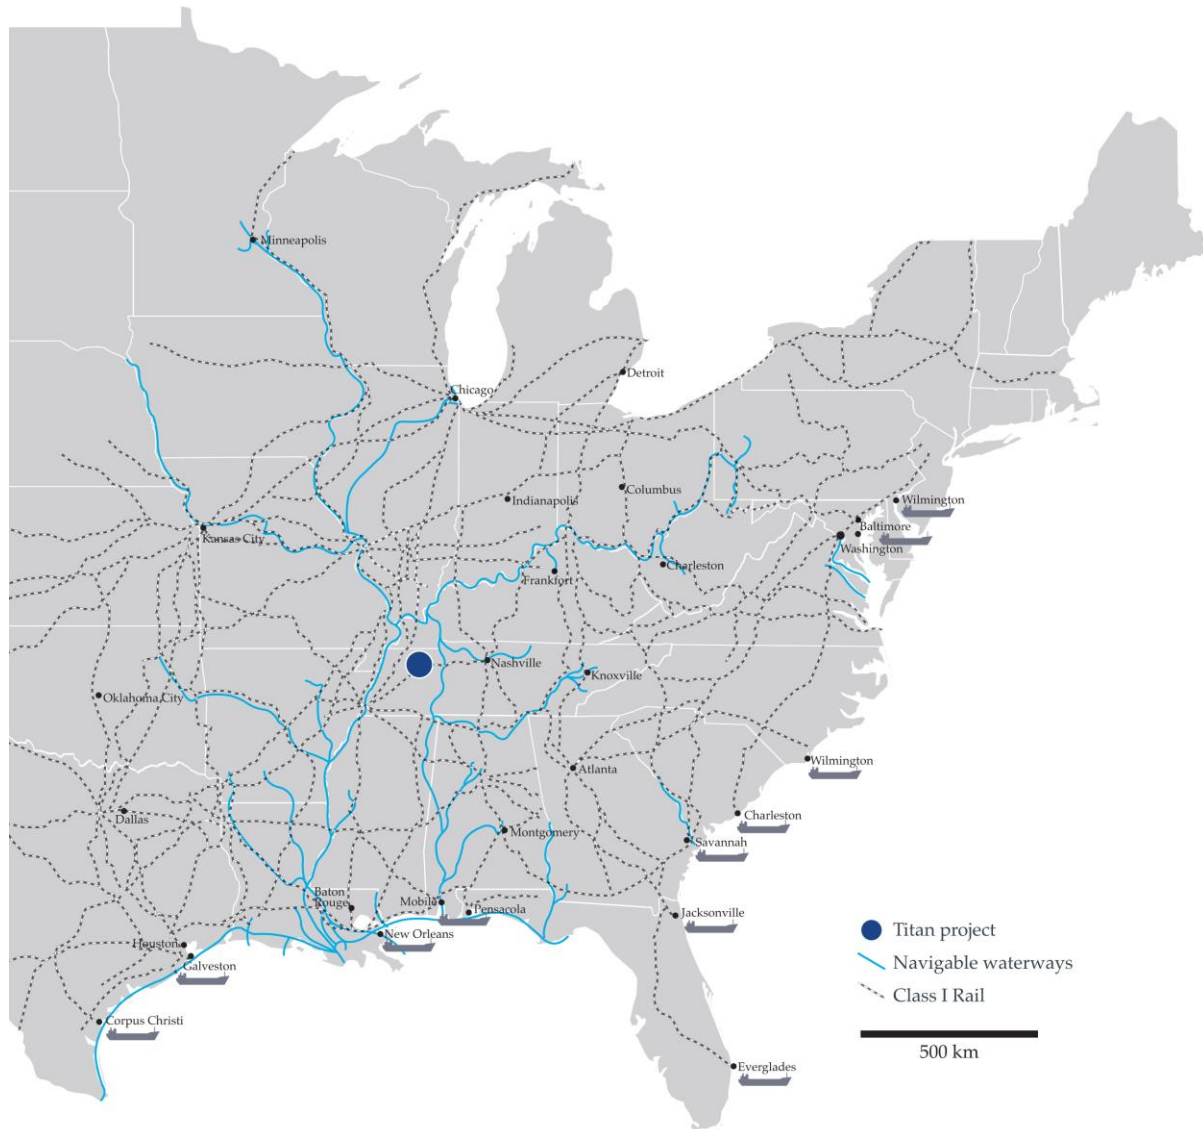 Minneapolis
Detroit
Chicago
Columbus
Indianapolis
Wilmington
Kansas City
Baltimore
Washington
Charleston
Frankfort
Nashville
Knoxville
Oklahoma City
Wilmington
Atlanta
Dallas
Charleston
Montgomery
Savannah
Baton
Rouge
Mobile
Pensacola
Jacksonville
New Orleans
Houston
Galveston
Corpus Christi
Everglades
Titan project
Navigable waterways
Class I Rail
500 km